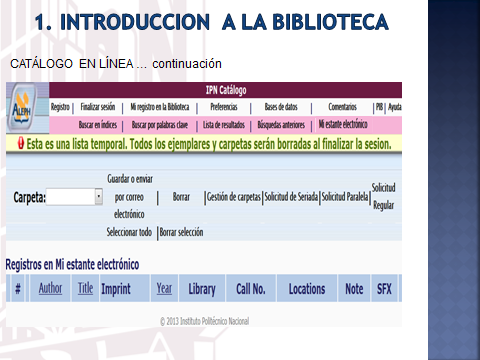 1. INTRODUCCION A LA BIBLIOTECA
CATÁLOGO EN LÍNEA ... continuación
ALEPH
IPN Catálogo
Registro | Finalizar sesión | Mi registro en la Biblioteca | Preferencias | Bases de datos | Comentarios | PIB | Ayuda
Buscar en índices | Buscar por palabras clave | Lista de resultados | Búsquedas anteriores | Mi estante electrónico
Esta es una lista temporal. Todos los ejemplares y carpetas serán borradas al finalizar la sesion.
Carpeta: Guardar o enviar por correo electrónico | Borrar | Gestión de carpetas | Solicitud de Seriada | Solicitud Paralela | Solicitud Regular
Seleccionar todo | Borrar selección
Registros en Mi estante electrónico
# Author Title Imprint Year Library Call No. Locations Note SFX
© 2013 Instituto Politécnico Nacional